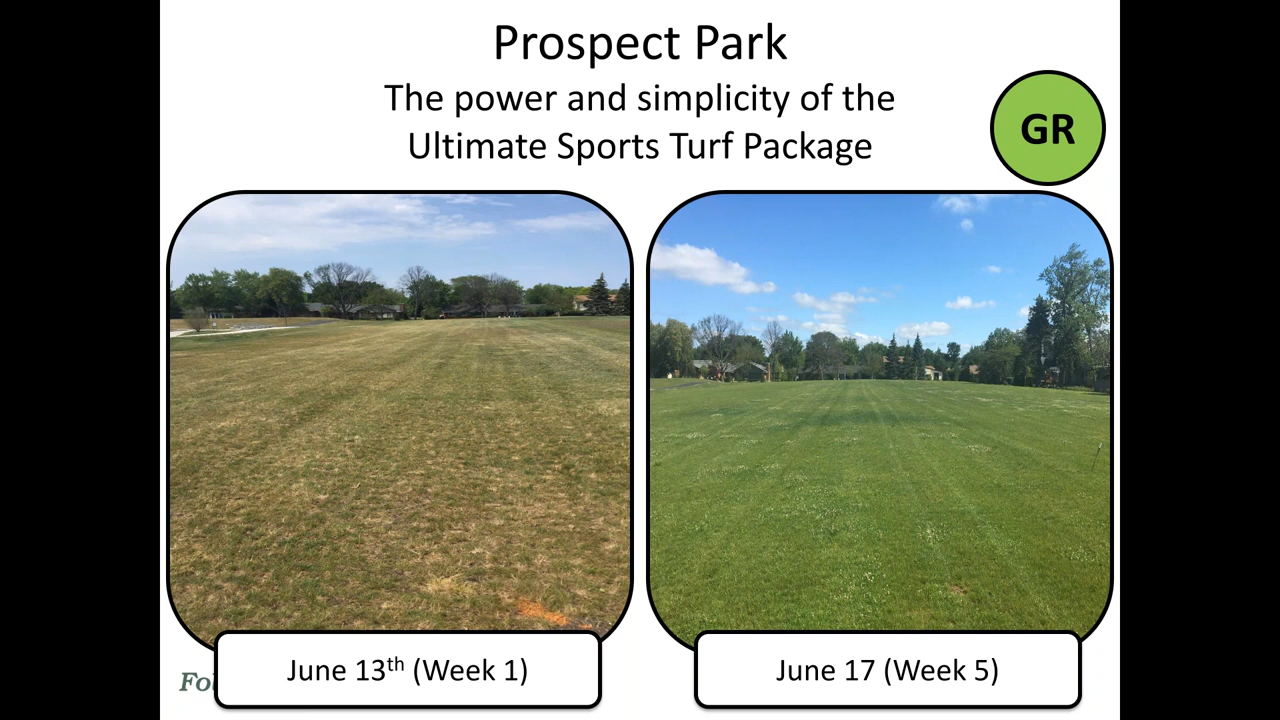 Prospect Park
The power and simplicity of the
Ultimate Sports Turf Package
GR
June 13th (Week 1)
June 17 (Week 5)